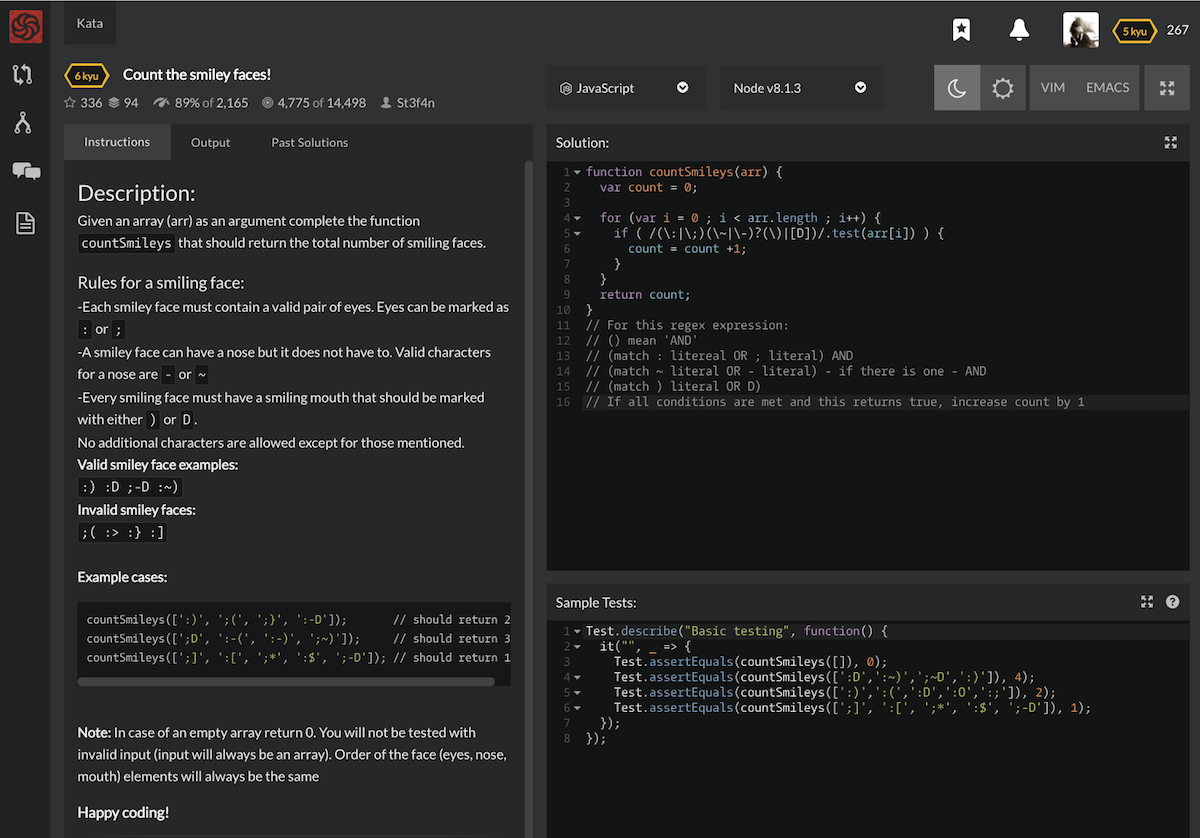 Kata
5 kyu 267
6 kyu Count the smiley faces!
336 94 89% of 2,165 4,775 of 14,498 St3f4n
JavaScript
Node v8.1.3
VIM EMACS
Instructions Output Past Solutions
Description:
Given an array (arr) as an argument complete the function
countSmileys that should return the total number of smiling faces.
Rules for a smiling face:
-Each smiley face must contain a valid pair of eyes. Eyes can be marked as
: or ;
-A smiley face can have a nose but it does not have to. Valid characters
for a nose are - or ~
-Every smiling face must have a smiling mouth that should be marked
with either ) or D.
No additional characters are allowed except for those mentioned.
Valid smiley face examples:
:) :D ;-D :~)
Invalid smiley faces:
;( :> :} :]
Example cases:
countSmileys([':)', ';(', ';}', ':-D']); // should return 2
countSmileys([';D', ':-(', ':-)', ';~)']); // should return 3
countSmileys([';]', ':[', ';*', ':$', ';-D']); // should return 1
Note: In case of an empty array return 0. You will not be tested with
invalid input (input will always be an array). Order of the face (eyes, nose,
mouth) elements will always be the same
Happy coding!
Solution:
1 function countSmileys(arr) {
2 var count = 0;
3
4 for (var i = 0 ; i < arr.length ; i++) {
5 if ( /(\:|\;)(\~|\-)?(\)|[D])/.test(arr[i]) ) {
6 count = count +1;
7 }
8 }
9 return count;
10 }
11 // For this regex expression:
12 // () mean 'AND'
13 // (match : litereal OR ; literal) AND
14 // (match ~ literal OR - literal) - if there is one - AND
15 // (match ) literal OR D)
16 // If all conditions are met and this returns true, increase count by 1
Sample Tests:
1 Test.describe("Basic testing", function() {
2 it("", _ => {
3 Test.assertEquals(countSmileys([]), 0);
4 Test.assertEquals(countSmileys([':D',':~)',';~D',':)']), 4);
5 Test.assertEquals(countSmileys([':)',':(',':D',':O',':;']), 2);
6 Test.assertEquals(countSmileys([';]', ':[', ';*', ':$', ';-D']), 1);
7 });
8 });